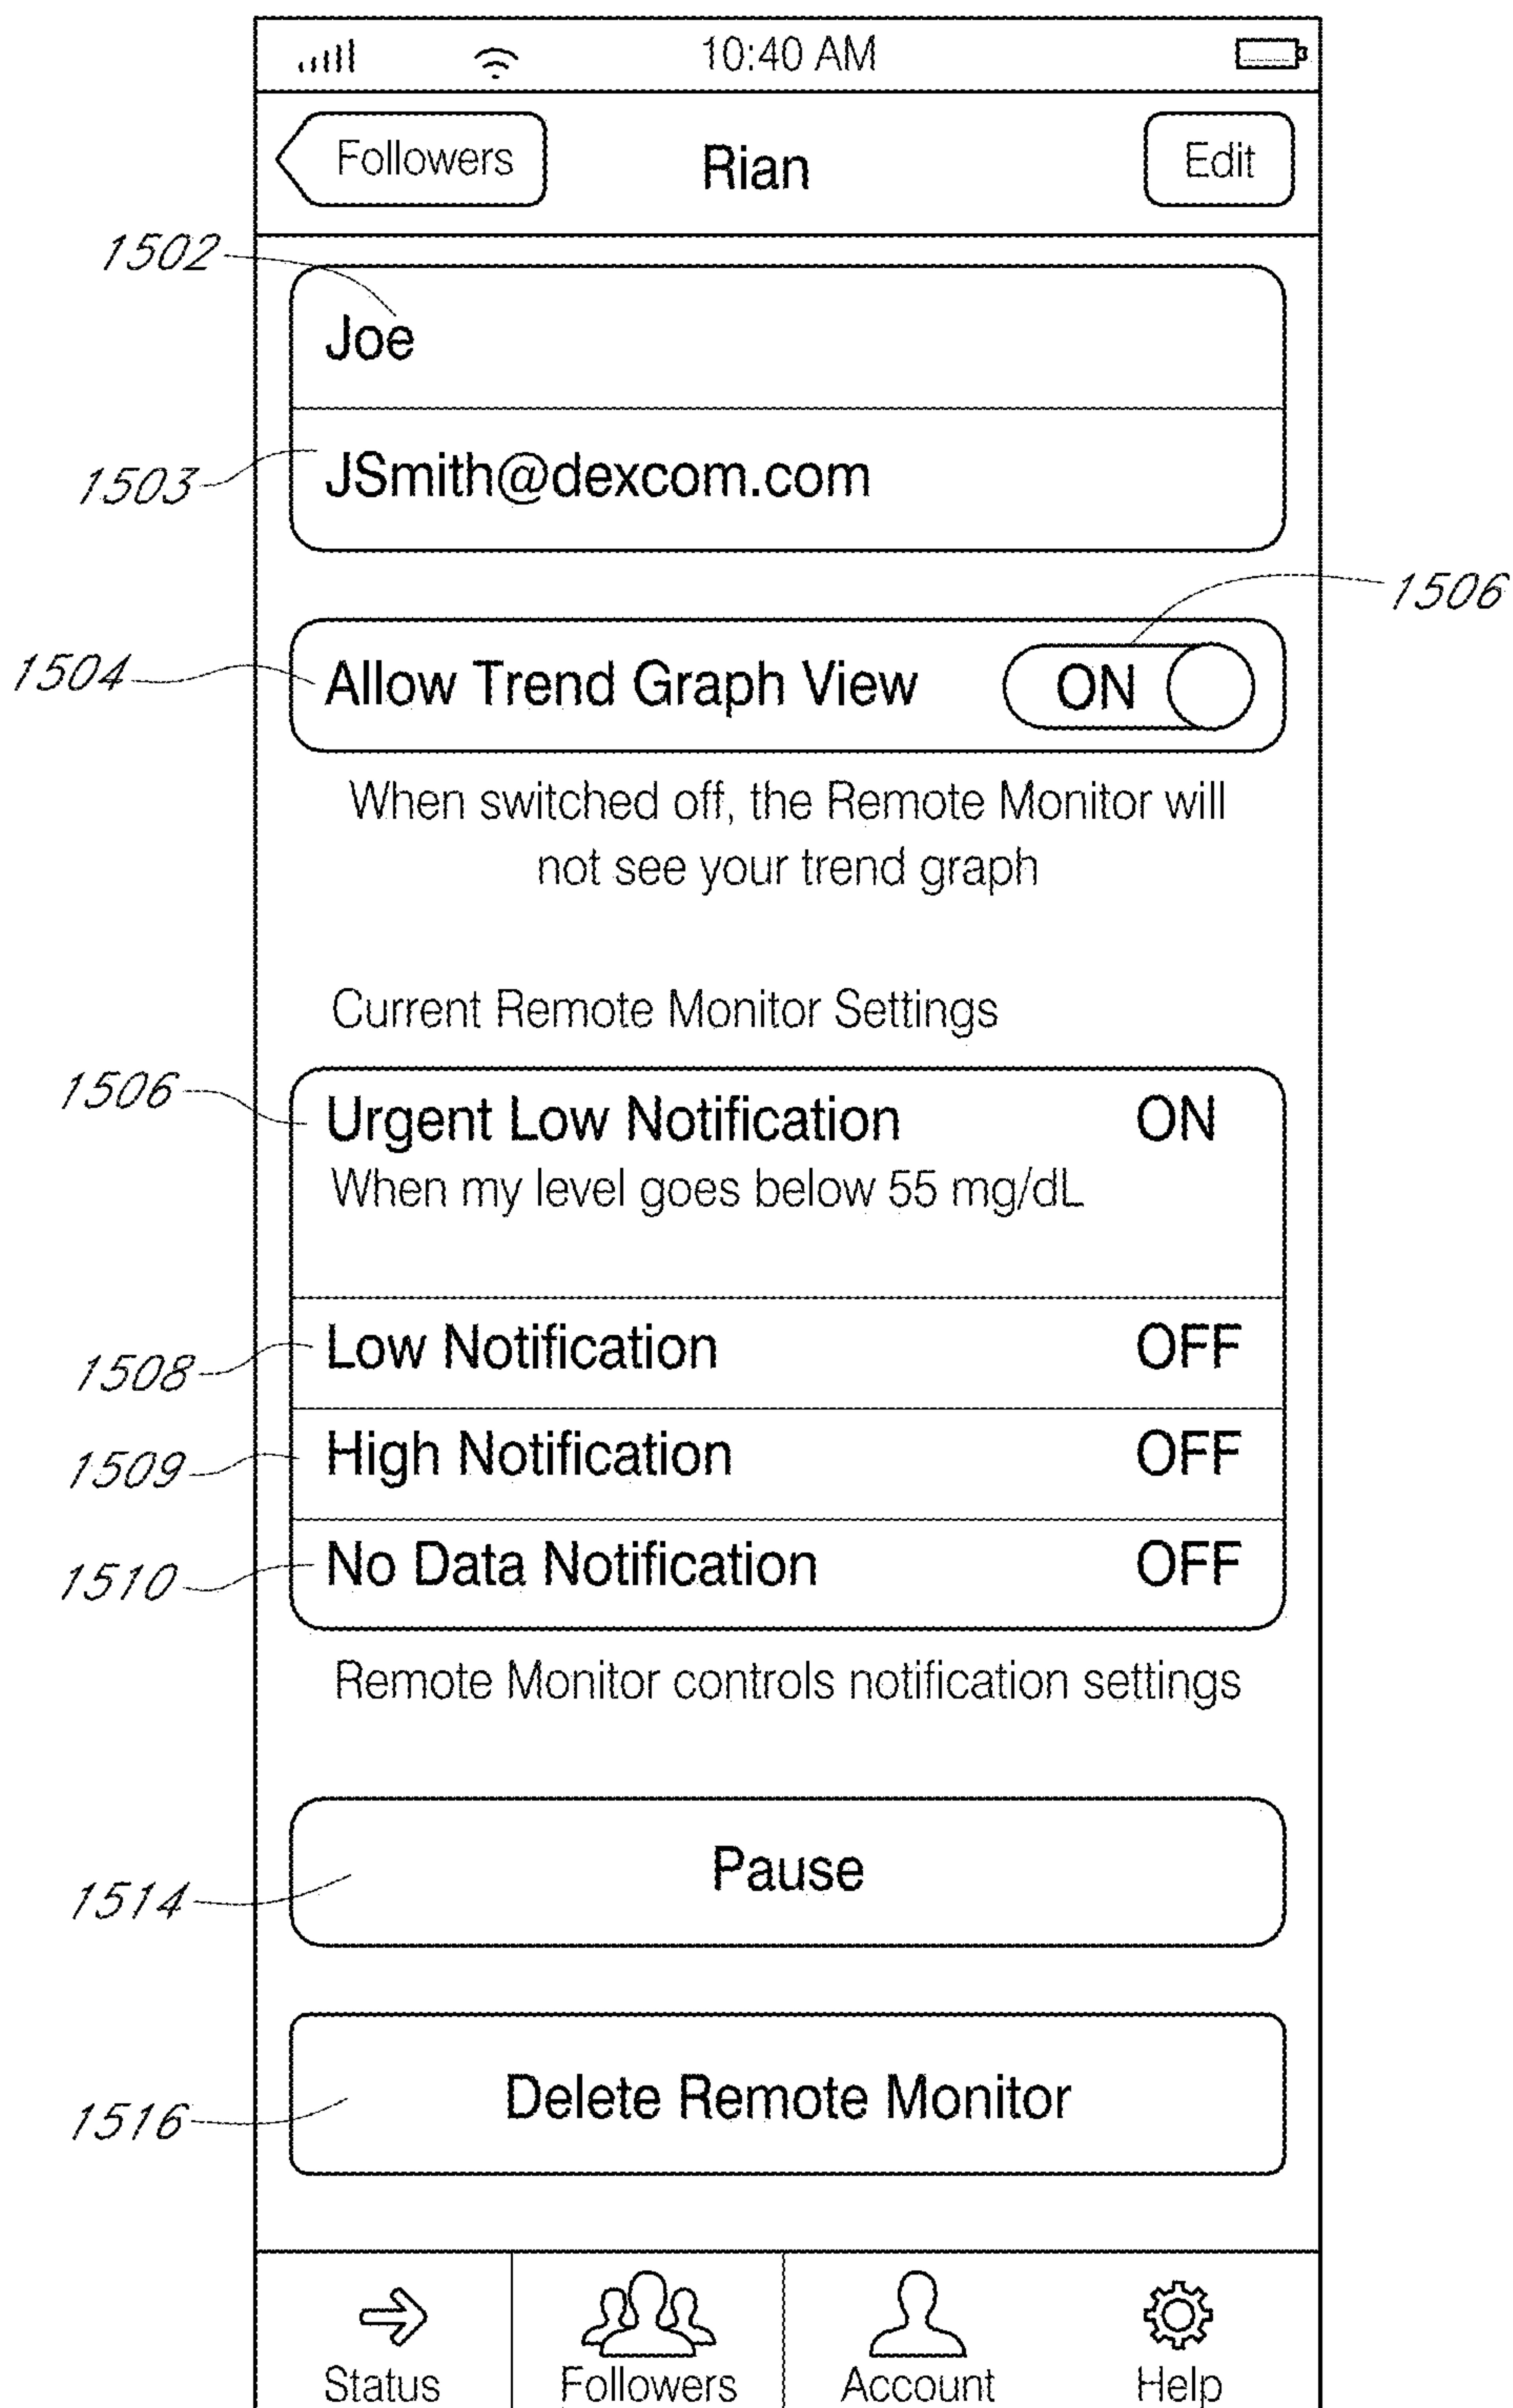 10:40 AM
Followers Rian Edit
1502
Joe
1503 JSmith@dexcom.com
1506
1504 Allow Trend Graph View ON
When switched off, the Remote Monitor will
not see your trend graph
Current Remote Monitor Settings
1506 Urgent Low Notification ON
When my level goes below 55 mg/dL
1508 Low Notification OFF
1509 High Notification OFF
1510 No Data Notification OFF
Remote Monitor controls notification settings
1514 Pause
1516 Delete Remote Monitor
Status Followers Account Help